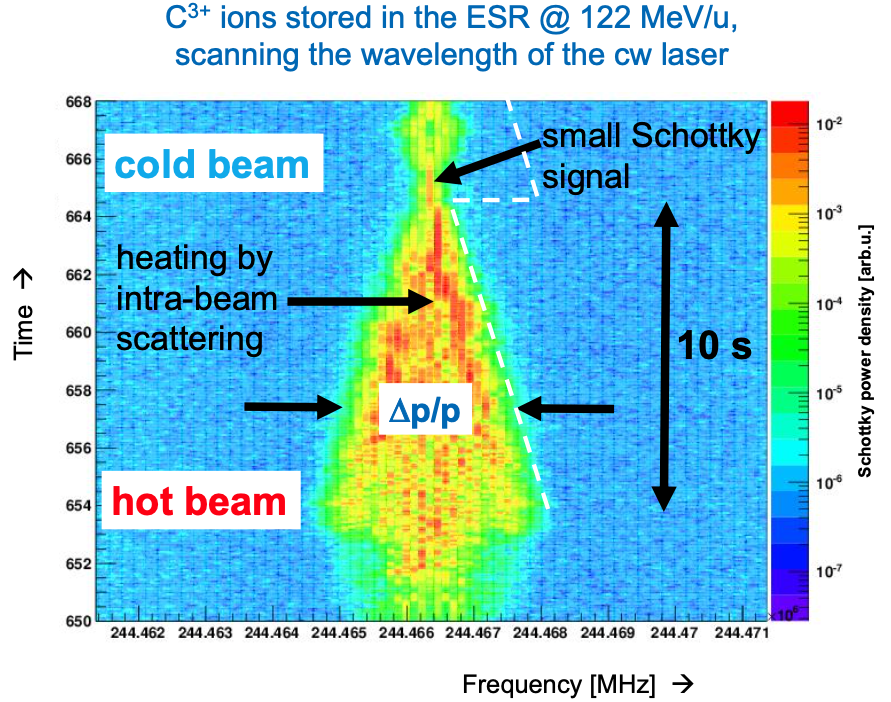 C³⁺ ions stored in the ESR @ 122 MeV/u,
scanning the wavelength of the cw laser
668
666
664
662
660
658
656
654
652
650
Time →
cold beam
small Schottky
signal
heating by
intra-beam
scattering
10 s
Δp/p
hot beam
244.462 244.463 244.464 244.465 244.466 244.467 244.468 244.469 244.47 244.471
×10⁶
Frequency [MHz] →
10⁻²
10⁻³
10⁻⁴
10⁻⁵
10⁻⁶
10⁻⁷
Schottky power density [arb.u.]